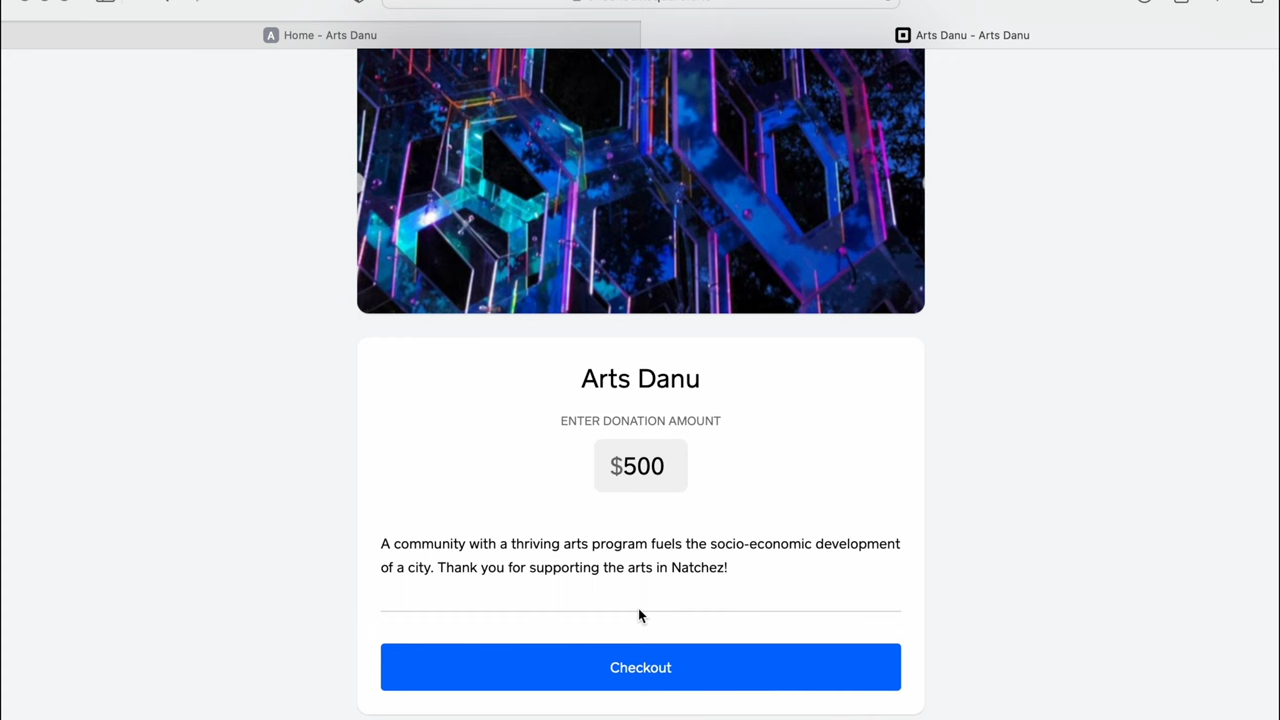 Home – Arts Danu
Arts Danu - Arts Danu
Arts Danu
ENTER DONATION AMOUNT
$500
A community with a thriving arts program fuels the socio-economic development
of a city. Thank you for supporting the arts in Natchez!
Checkout